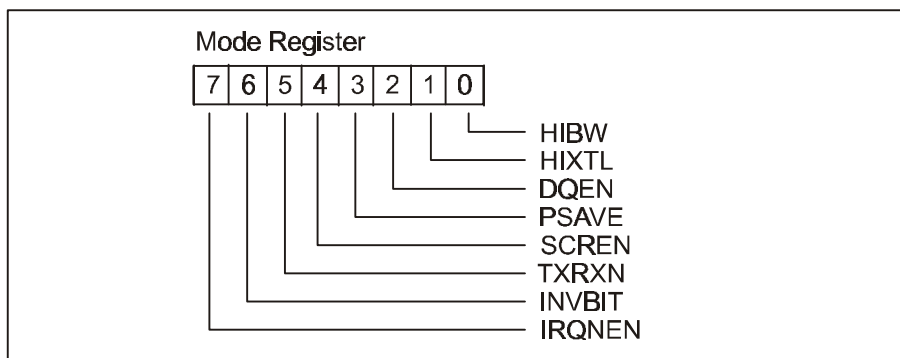 Mode Register
7 6 5 4 3 2 1 0
HIBW
HIXTL
DQEN
PSAVE
SCREN
TXRXN
INVBIT
IRQNEN